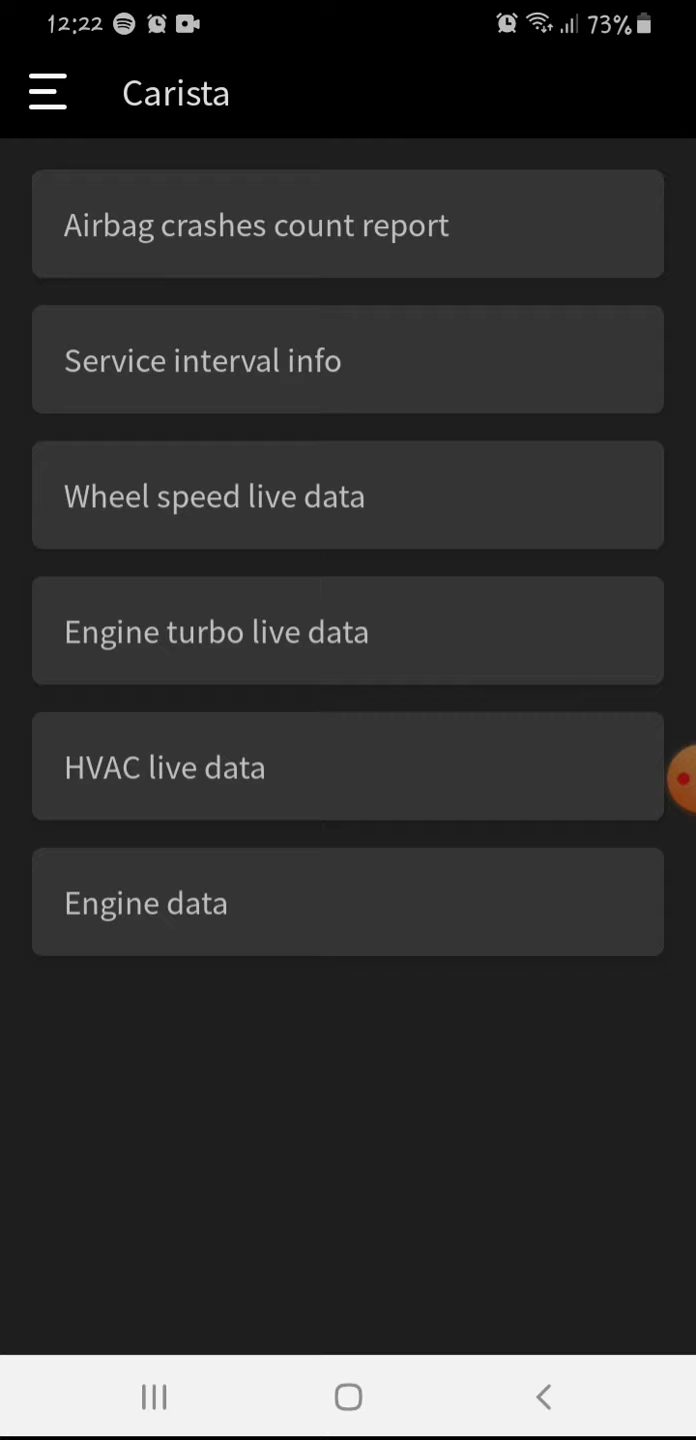 12:22 73%
Carista
Airbag crashes count report
Service interval info
Wheel speed live data
Engine turbo live data
HVAC live data
Engine data